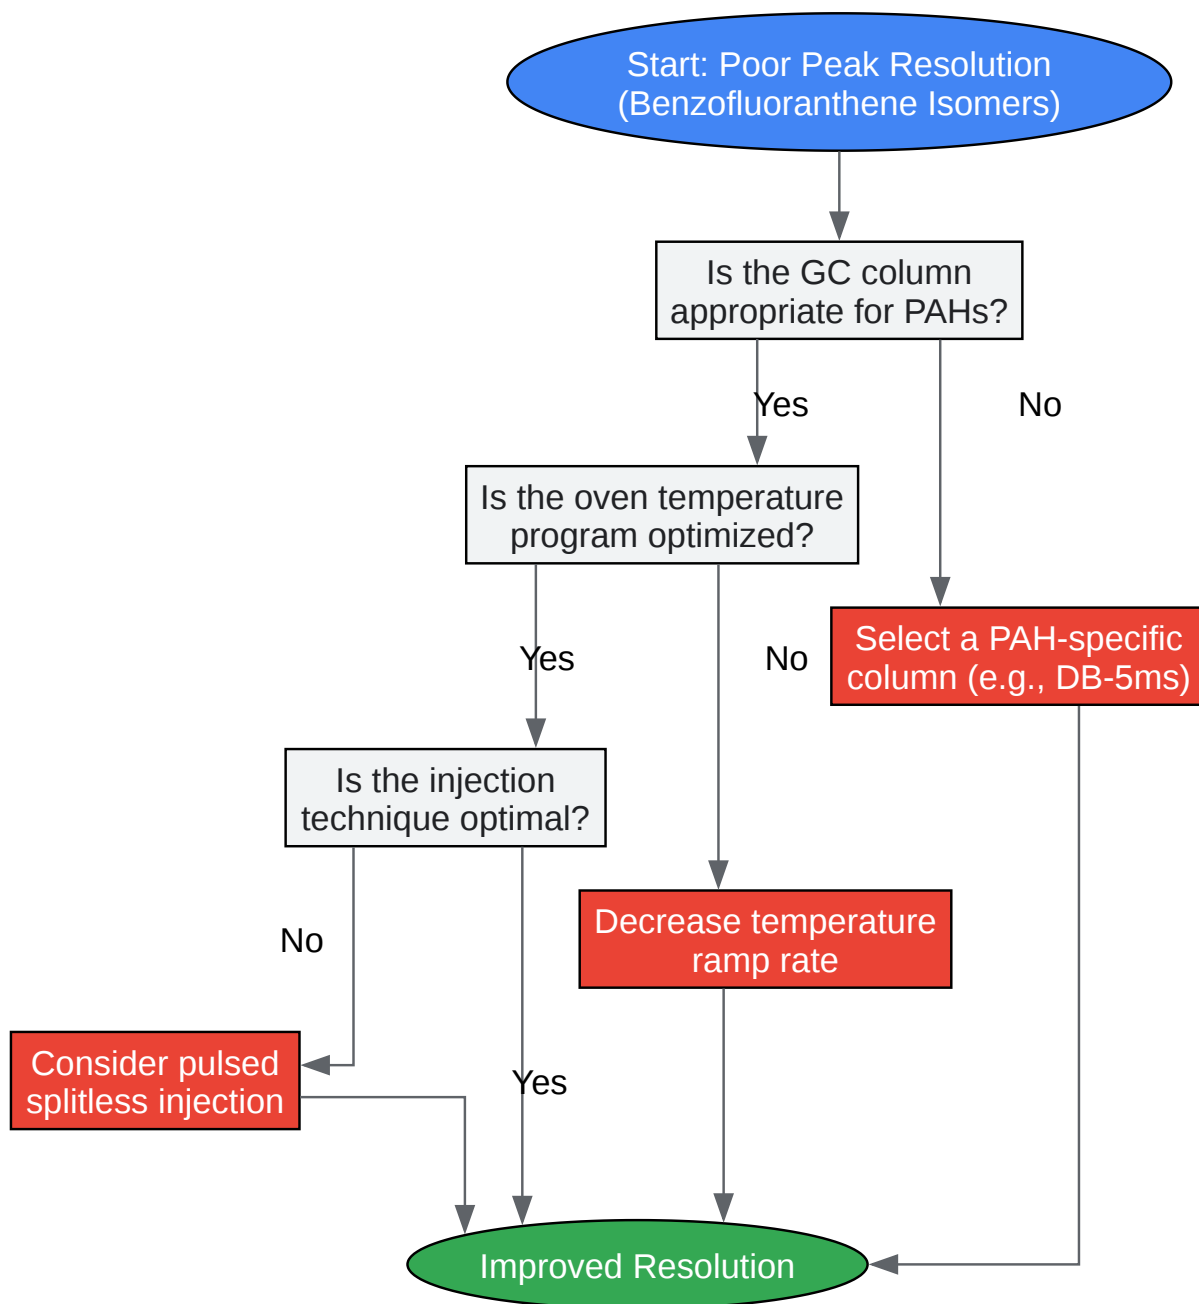 Start: Poor Peak Resolution
(Benzofluoranthene Isomers)
Is the GC column
appropriate for PAHs?
Yes
No
Is the oven temperature
program optimized?
Yes
No
Select a PAH-specific
column (e.g., DB-5ms)
Is the injection
technique optimal?
No
Yes
Decrease temperature
ramp rate
Consider pulsed
splitless injection
Improved Resolution